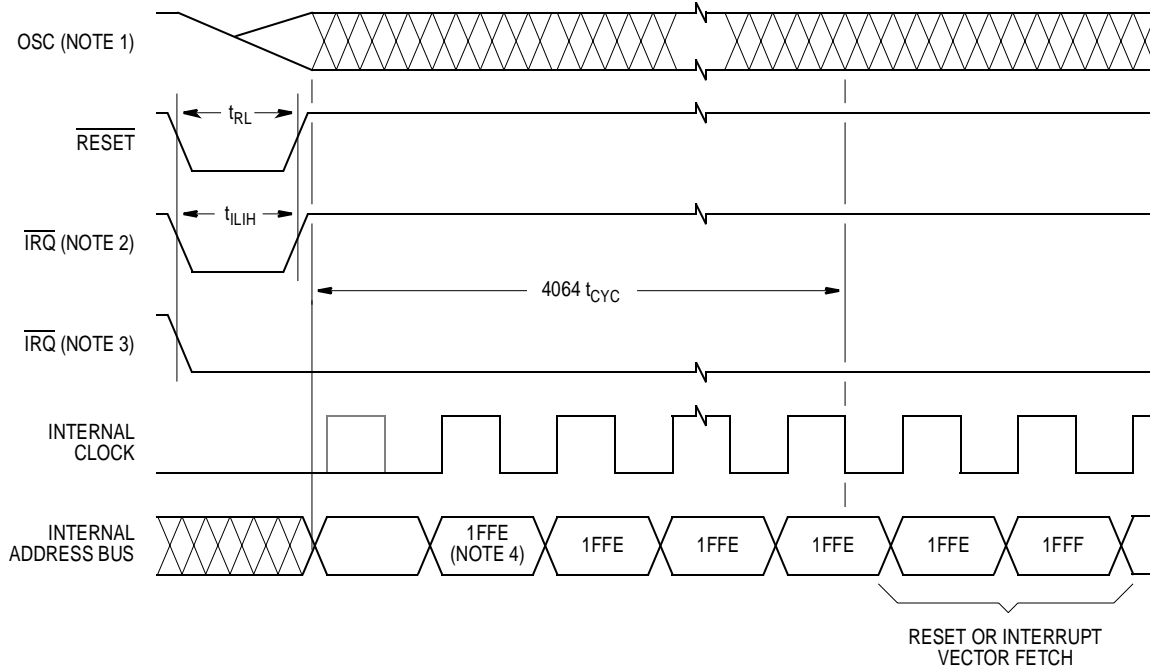 OSC (NOTE 1)
tRL
RESET
tILIH
IRQ (NOTE 2)
4064 tCYC
IRQ (NOTE 3)
INTERNAL
CLOCK
INTERNAL
ADDRESS BUS
1FFE
(NOTE 4)
1FFE
1FFE
1FFE
1FFE
1FFF
RESET OR INTERRUPT
VECTOR FETCH